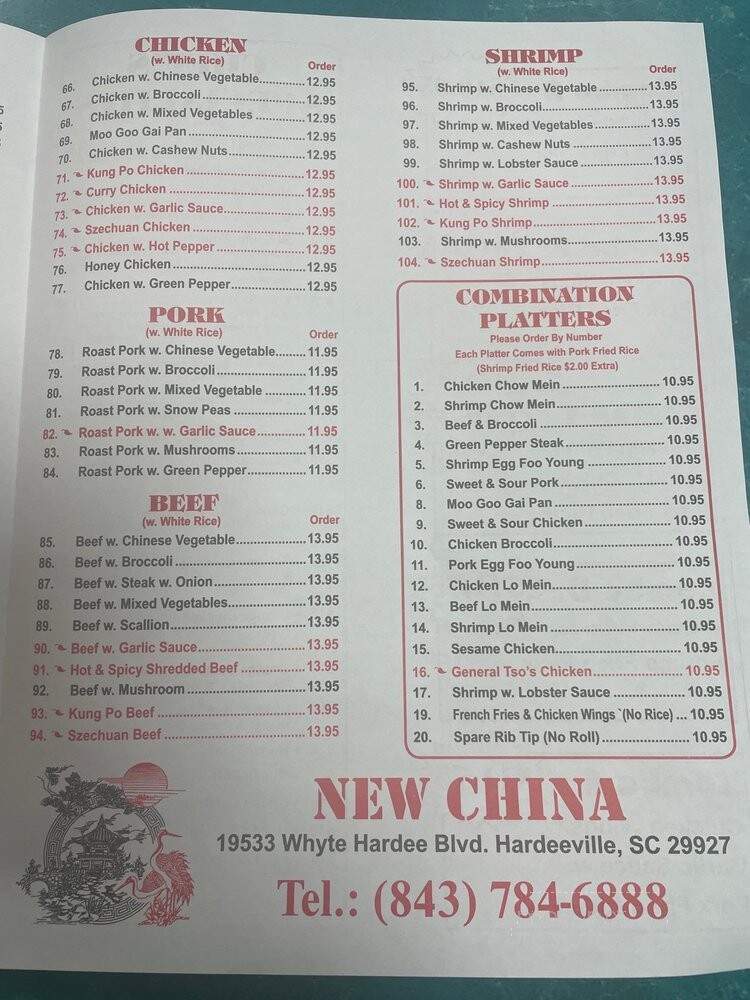 CHICKEN
(w. White Rice)
Order
66. Chicken w. Chinese Vegetable 12.95
67. Chicken w. Broccoli 12.95
68. Chicken w. Mixed Vegetables 12.95
69. Moo Goo Gai Pan 12.95
70. Chicken w. Cashew Nuts 12.95
71. Kung Po Chicken 12.95
72. Curry Chicken 12.95
73. Chicken w. Garlic Sauce 12.95
74. Szechuan Chicken 12.95
75. Chicken w. Hot Pepper 12.95
76. Honey Chicken 12.95
77. Chicken w. Green Pepper 12.95
PORK
(w. White Rice)
Order
78. Roast Pork w. Chinese Vegetable 11.95
79. Roast Pork w. Broccoli 11.95
80. Roast Pork w. Mixed Vegetable 11.95
81. Roast Pork w. Snow Peas 11.95
82. Roast Pork w. w. Garlic Sauce 11.95
83. Roast Pork w. Mushrooms 11.95
84. Roast Pork w. Green Pepper 11.95
BEEF
(w. White Rice)
Order
85. Beef w. Chinese Vegetable 13.95
86. Beef w. Broccoli 13.95
87. Beef w. Steak w. Onion 13.95
88. Beef w. Mixed Vegetables 13.95
89. Beef w. Scallion 13.95
90. Beef w. Garlic Sauce 13.95
91. Hot & Spicy Shredded Beef 13.95
92. Beef w. Mushroom 13.95
93. Kung Po Beef 13.95
94. Szechuan Beef 13.95
SHRIMP
(w. White Rice)
Order
95. Shrimp w. Chinese Vegetable 13.95
96. Shrimp w. Broccoli 13.95
97. Shrimp w. Mixed Vegetables 13.95
98. Shrimp w. Cashew Nuts 13.95
99. Shrimp w. Lobster Sauce 13.95
100. Shrimp w. Garlic Sauce 13.95
101. Hot & Spicy Shrimp 13.95
102. Kung Po Shrimp 13.95
103. Shrimp w. Mushrooms 13.95
104. Szechuan Shrimp 13.95
COMBINATION
PLATTERS
Please Order By Number
Each Platter Comes with Pork Fried Rice
(Shrimp Fried Rice $2.00 Extra)
1. Chicken Chow Mein 10.95
2. Shrimp Chow Mein 10.95
3. Beef & Broccoli 10.95
4. Green Pepper Steak 10.95
5. Shrimp Egg Foo Young 10.95
6. Sweet & Sour Pork 10.95
8. Moo Goo Gai Pan 10.95
9. Sweet & Sour Chicken 10.95
10. Chicken Broccoli 10.95
11. Pork Egg Foo Young 10.95
12. Chicken Lo Mein 10.95
13. Beef Lo Mein 10.95
14. Shrimp Lo Mein 10.95
15. Sesame Chicken 10.95
16. General Tso's Chicken 10.95
17. Shrimp w. Lobster Sauce 10.95
19. French Fries & Chicken Wings `(No Rice) 10.95
20. Spare Rib Tip (No Roll) 10.95
NEW CHINA
19533 Whyte Hardee Blvd. Hardeeville, SC 29927
Tel.: (843) 784-6888